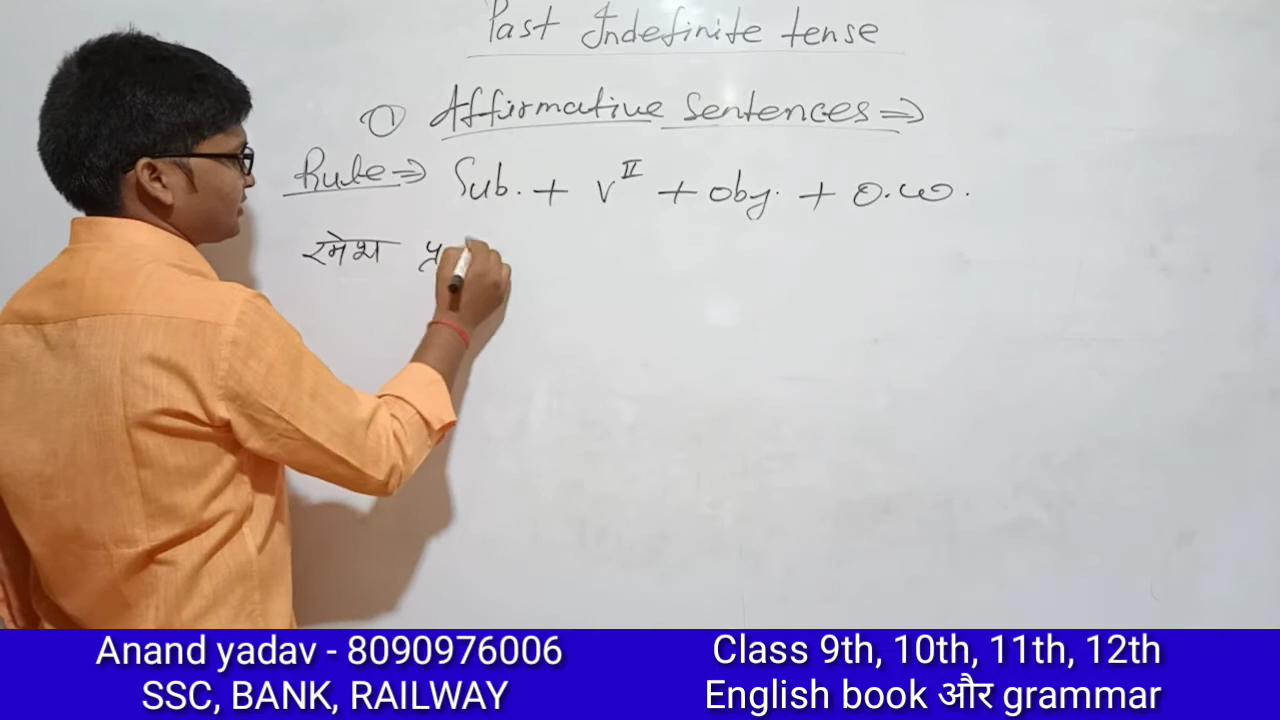 Past Indefinite tense
① Affirmative Sentences ⇒
Rule ⇒ Sub. + V^II + obj. + o.w.
रमेश
Anand yadav - 8090976006
Class 9th, 10th, 11th, 12th
SSC, BANK, RAILWAY
English book और grammar